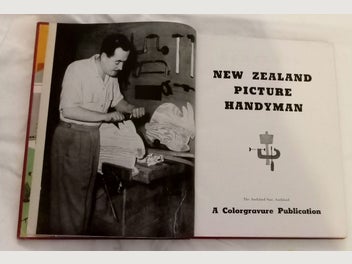 NEW ZEALAND
PICTURE
HANDYMAN
The Auckland Star, Auckland
A Colorgravure Publication